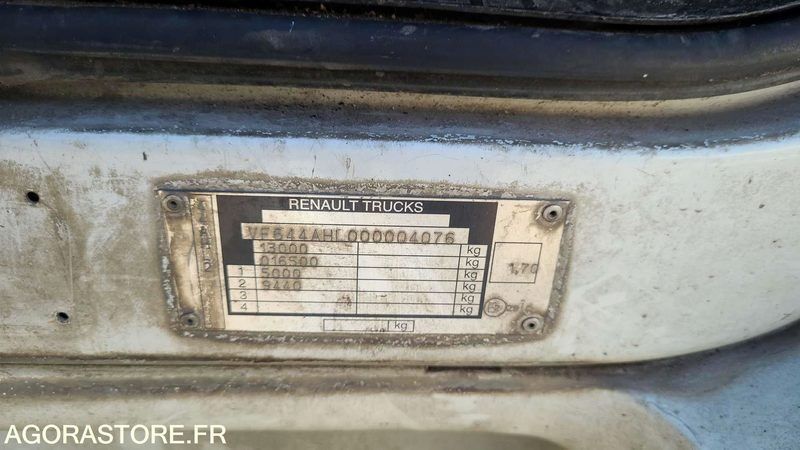 RENAULT TRUCKS
VF644AHL000004076
13000 kg
016500 kg
1 5000 kg
2 9440 kg
3 kg
4 kg
1,70
kg
AGORASTORE.FR